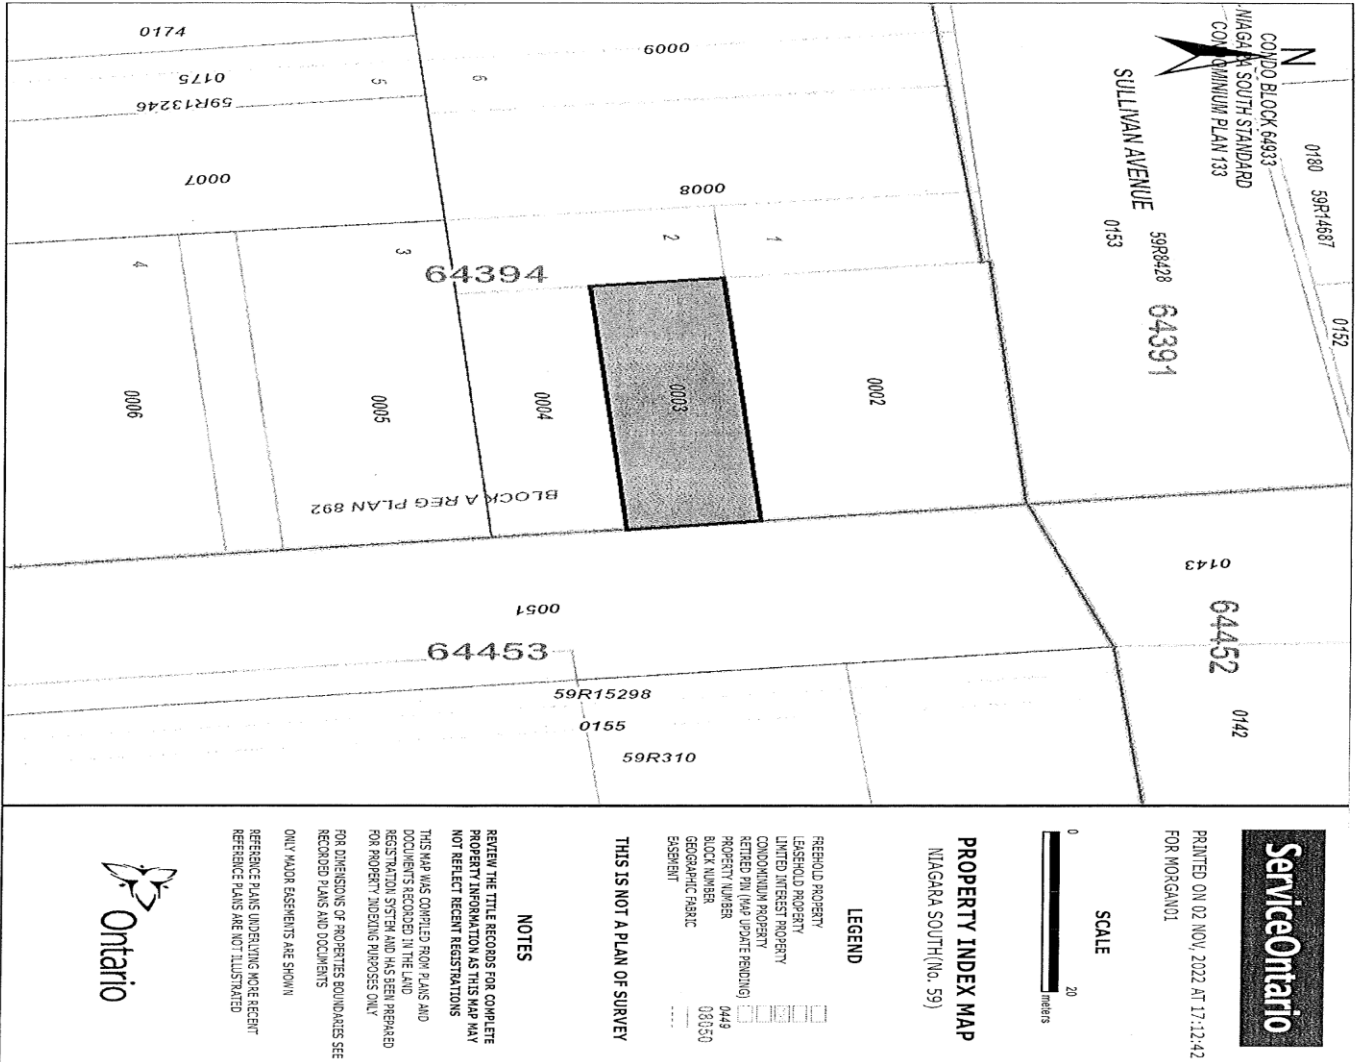 ServiceOntario
PRINTED ON 02 NOV, 2022 AT 17:12:42
FOR MORGAN01
SCALE
0
20
meters
PROPERTY INDEX MAP
NIAGARA SOUTH(No. 59)
LEGEND
FREEHOLD PROPERTY
LEASEHOLD PROPERTY
LIMITED INTEREST PROPERTY
CONDOMINIUM PROPERTY
RETIRED PIN (MAP UPDATE PENDING)
PROPERTY NUMBER 0449
BLOCK NUMBER 08050
GEOGRAPHIC FABRIC
EASEMENT
THIS IS NOT A PLAN OF SURVEY
NOTES
REVIEW THE TITLE RECORDS FOR COMPLETE
PROPERTY INFORMATION AS THIS MAP MAY
NOT REFLECT RECENT REGISTRATIONS
THIS MAP WAS COMPILED FROM PLANS AND
DOCUMENTS RECORDED IN THE LAND
REGISTRATION SYSTEM AND HAS BEEN PREPARED
FOR PROPERTY INDEXING PURPOSES ONLY
FOR DIMENSIONS OF PROPERTIES BOUNDARIES SEE
RECORDED PLANS AND DOCUMENTS
ONLY MAJOR EASEMENTS ARE SHOWN
REFERENCE PLANS UNDERLYING MORE RECENT
REFERENCE PLANS ARE NOT ILLUSTRATED
Ontario
N
CONDO BLOCK 64933
NIAGARA SOUTH STANDARD
CONDOMINIUM PLAN 133
0180
59R14687
0152
SULLIVAN AVENUE
59R8428
0153
64391
0174
0175
59R13246
5
6
0009
0007
0008
4
3
2
1
64394
0006
0005
0004
0003
0002
BLOCK A REG PLAN 892
0051
64453
0143
64452
0142
59R15298
0155
59R310